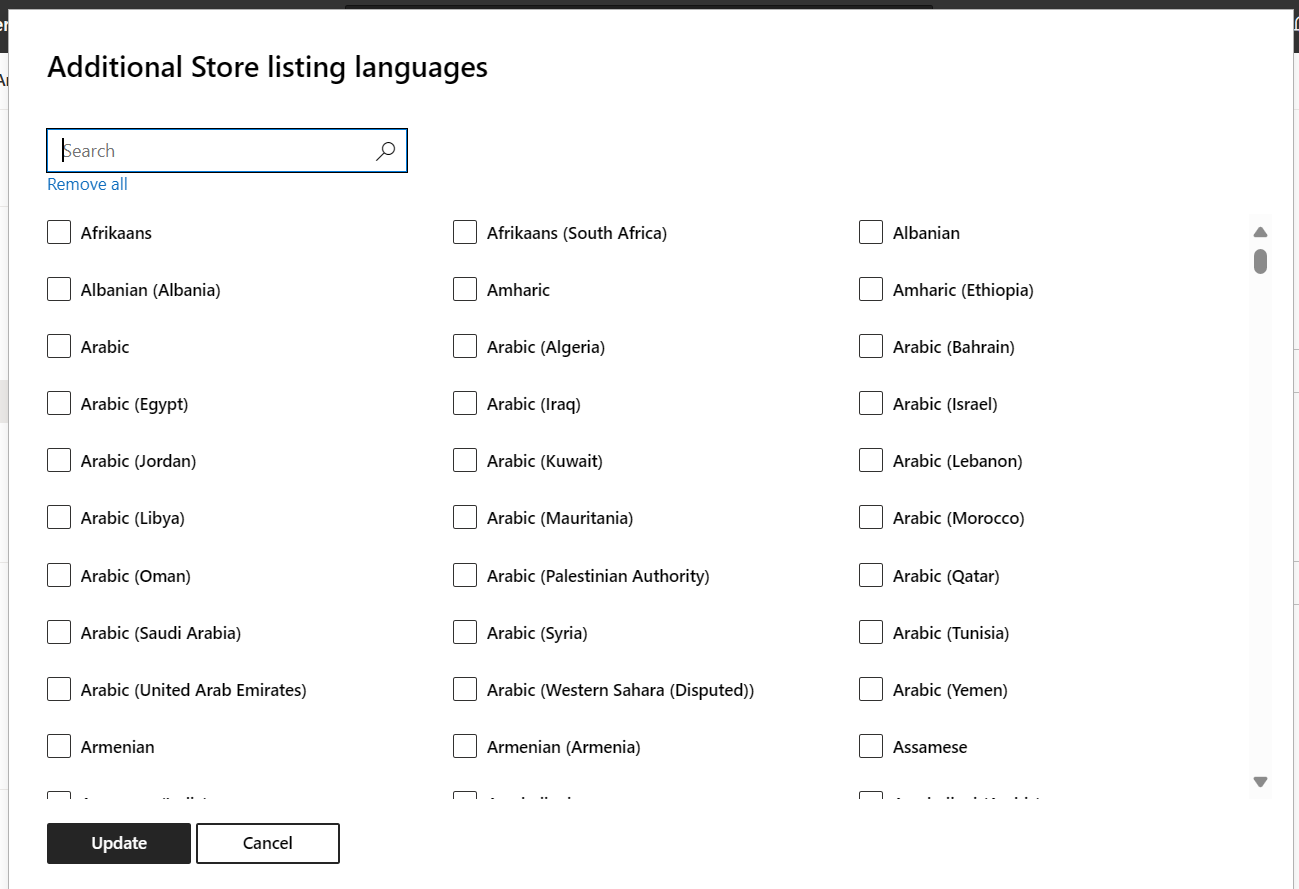 Additional Store listing languages
Search
Remove all
Afrikaans
Afrikaans (South Africa)
Albanian
Albanian (Albania)
Amharic
Amharic (Ethiopia)
Arabic
Arabic (Algeria)
Arabic (Bahrain)
Arabic (Egypt)
Arabic (Iraq)
Arabic (Israel)
Arabic (Jordan)
Arabic (Kuwait)
Arabic (Lebanon)
Arabic (Libya)
Arabic (Mauritania)
Arabic (Morocco)
Arabic (Oman)
Arabic (Palestinian Authority)
Arabic (Qatar)
Arabic (Saudi Arabia)
Arabic (Syria)
Arabic (Tunisia)
Arabic (United Arab Emirates)
Arabic (Western Sahara (Disputed))
Arabic (Yemen)
Armenian
Armenian (Armenia)
Assamese
Update
Cancel